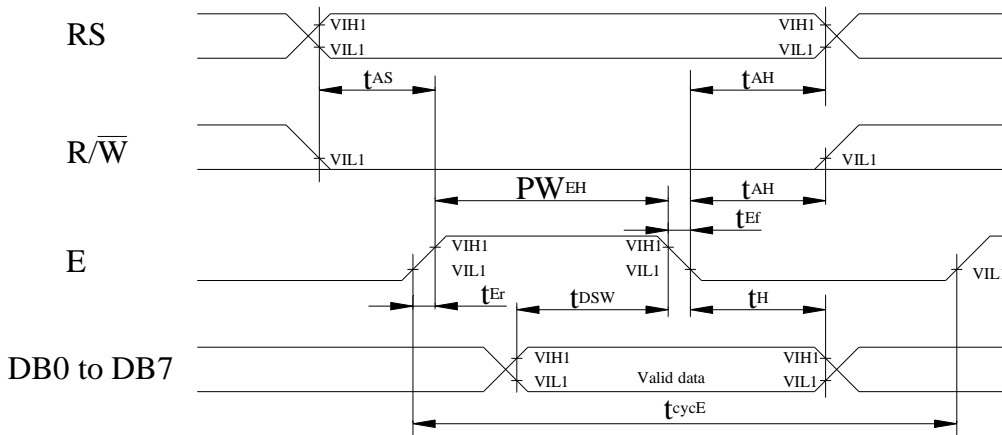 RS
VIH1
VIL1
VIH1
VIL1
tAS
tAH
R/W̅
VIL1
VIL1
PWEH
tAH
tEf
E
VIH1
VIL1
VIH1
VIL1
VIL1
tEr
tDSW
tH
DB0 to DB7
VIH1
VIL1
Valid data
VIH1
VIL1
tcycE